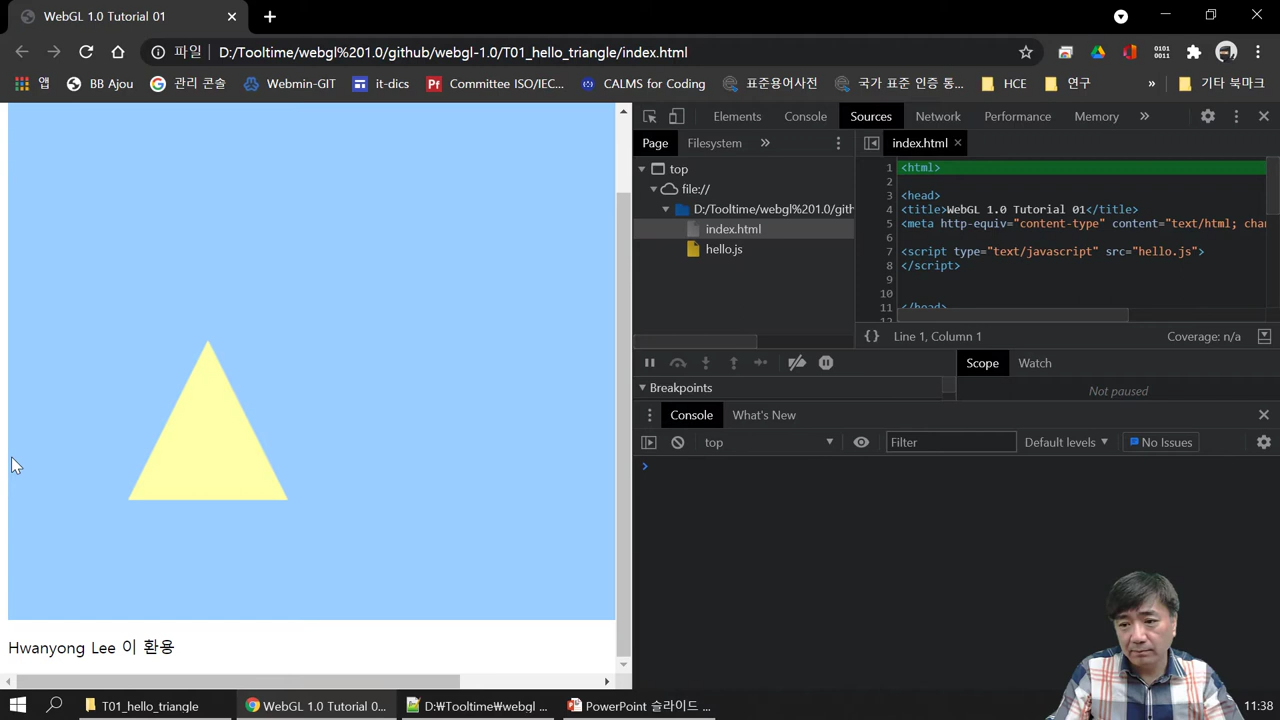 WebGL 1.0 Tutorial 01
파일 D:/Tooltime/webgl%201.0/github/webgl-1.0/T01_hello_triangle/index.html
0101
0011
앱 BB Ajou 관리 콘솔 Webmin-GIT it-dics Committee ISO/IEC... CALMS for Coding 표준용어사전 국가 표준 인증 통... HCE 연구 » 기타 북마크
Elements Console Sources Network Performance Memory »
Page Filesystem » index.html
top
file://
D:/Tooltime/webgl%201.0/gith
index.html
hello.js
1 <html>
2
3 <head>
4 <title>WebGL 1.0 Tutorial 01</title>
5 <meta http-equiv="content-type" content="text/html; char
6
7 <script type="text/javascript" src="hello.js">
8 </script>
9
10
11 </head>
12
{} Line 1, Column 1 Coverage: n/a
Scope Watch
Breakpoints
Not paused
Console What's New
top Filter Default levels No Issues
Hwanyong Lee 이 환용
T01_hello_triangle WebGL 1.0 Tutorial 0... D:₩Tooltime₩webgl ... PowerPoint 슬라이드 ... 11:38